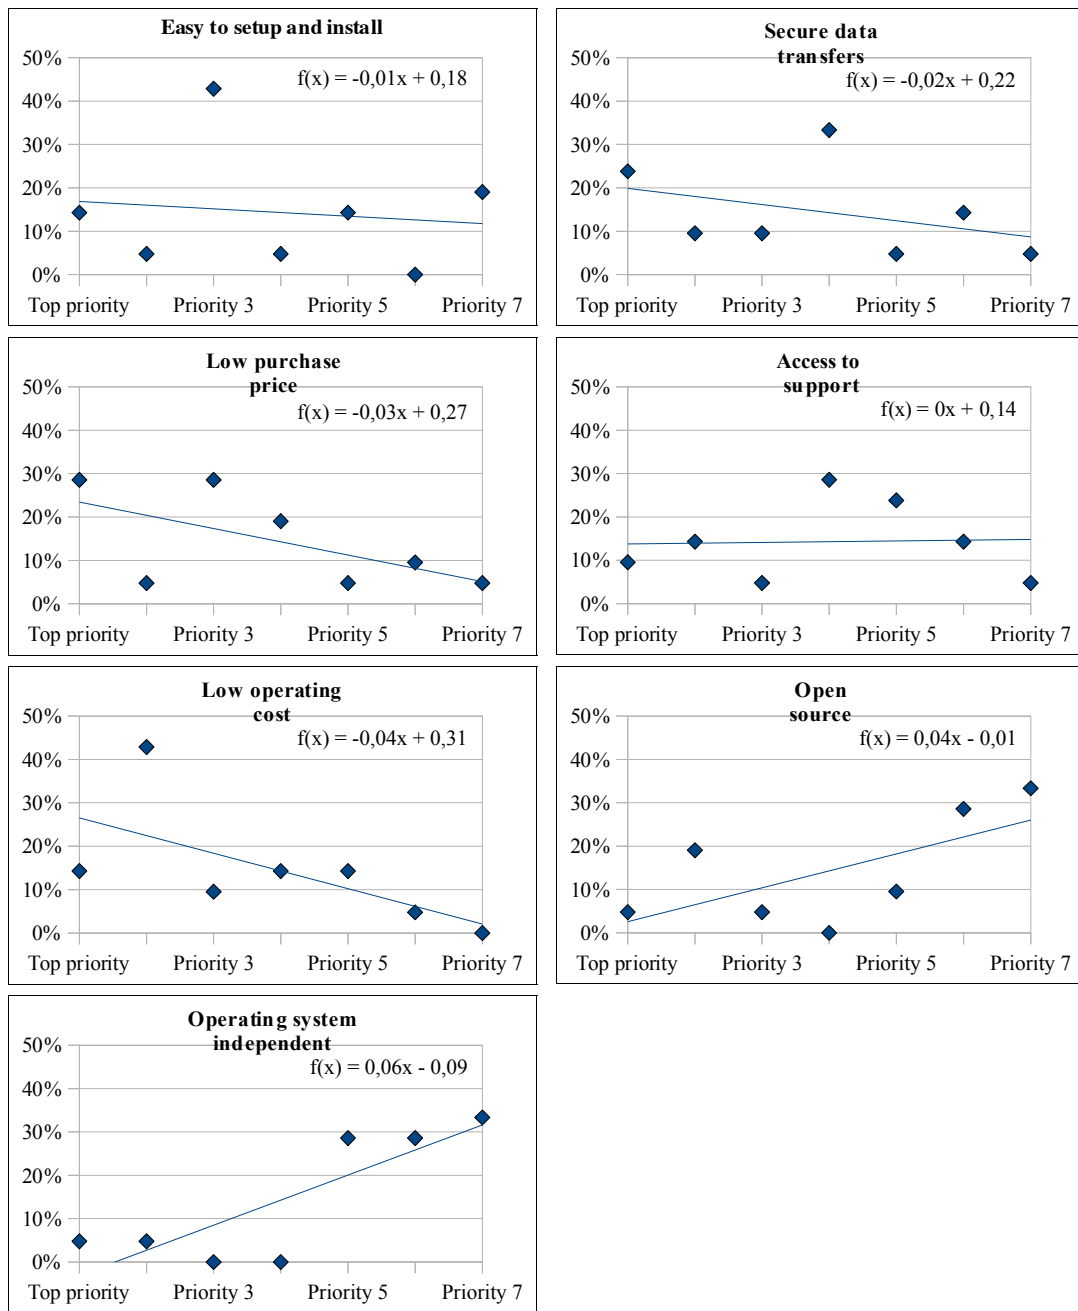 Easy to setup and install
f(x) = -0,01x + 0,18
50%
40%
30%
20%
10%
0%
Top priority Priority 3 Priority 5 Priority 7
Secure data
transfers
f(x) = -0,02x + 0,22
50%
40%
30%
20%
10%
0%
Top priority Priority 3 Priority 5 Priority 7
Low purchase
price
f(x) = -0,03x + 0,27
50%
40%
30%
20%
10%
0%
Top priority Priority 3 Priority 5 Priority 7
Access to
support
f(x) = 0x + 0,14
50%
40%
30%
20%
10%
0%
Top priority Priority 3 Priority 5 Priority 7
Low operating
cost
f(x) = -0,04x + 0,31
50%
40%
30%
20%
10%
0%
Top priority Priority 3 Priority 5 Priority 7
Open
source
f(x) = 0,04x - 0,01
50%
40%
30%
20%
10%
0%
Top priority Priority 3 Priority 5 Priority 7
Operating system
independent
f(x) = 0,06x - 0,09
50%
40%
30%
20%
10%
0%
Top priority Priority 3 Priority 5 Priority 7